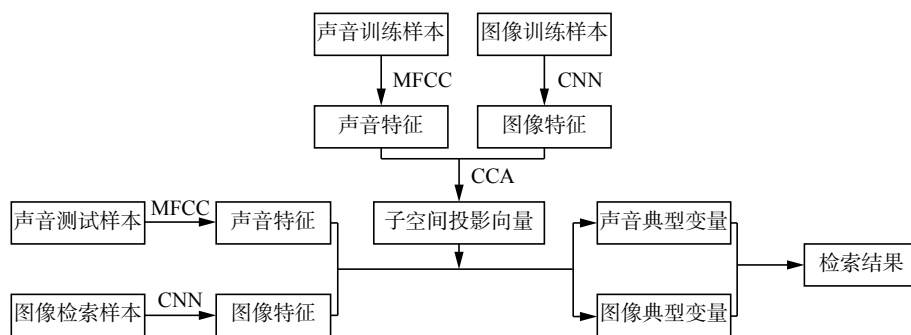 声音训练样本
图像训练样本
MFCC
CNN
声音特征
图像特征
CCA
声音测试样本
MFCC
声音特征
子空间投影向量
声音典型变量
检索结果
图像检索样本
CNN
图像特征
图像典型变量